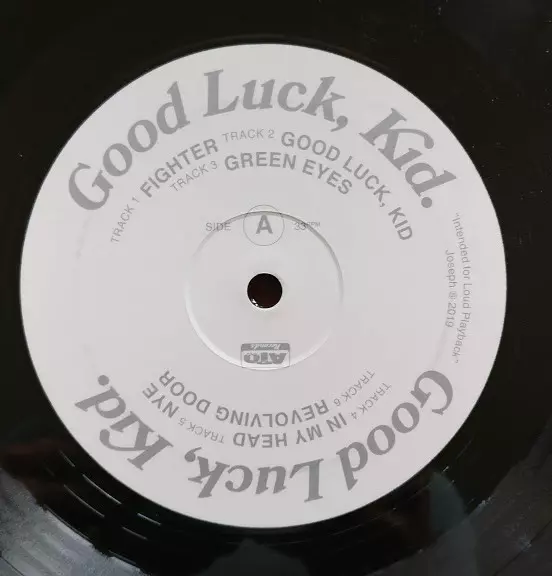 Good Luck, Kid.
TRACK 1 FIGHTER TRACK 2 GOOD LUCK, KID
TRACK 3 GREEN EYES
SIDE A 33RPM
"Intended for Loud Playback"
Joseph ℗ 2019
ATO
Records
TRACK 4 IN MY HEAD TRACK 5 NYE
TRACK 6 REVOLVING DOOR
Good Luck, Kid.